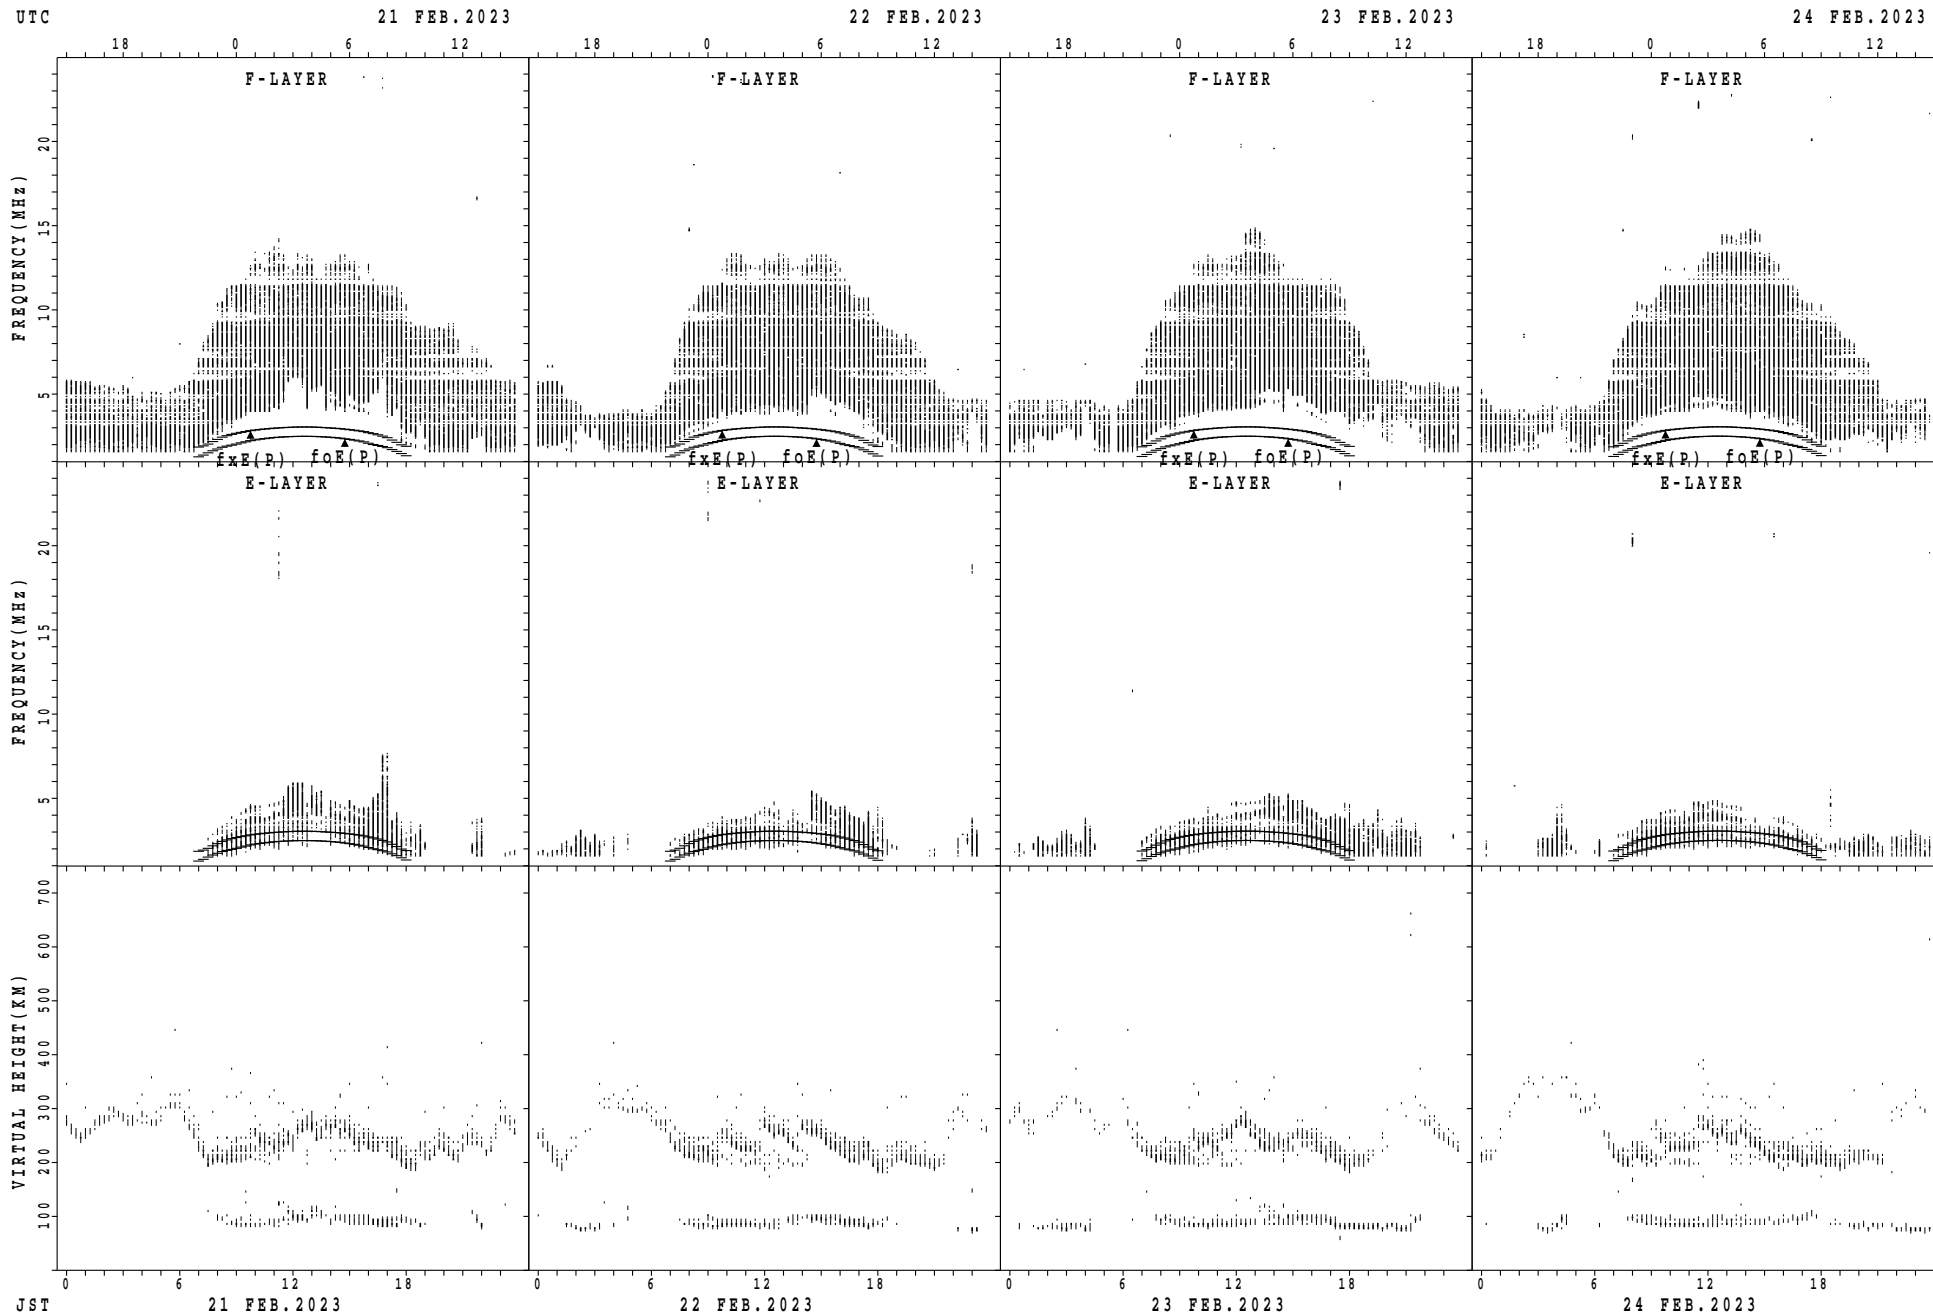 UTC 21 FEB.2023 22 FEB.2023 23 FEB.2023 24 FEB.2023
18 0 6 12 18 0 6 12 18 0 6 12 18 0 6 12
F-LAYER F-LAYER F-LAYER F-LAYER
FREQUENCY(MHz)
20
15
10
5
fxE(P) foE(P) fxE(P) foE(P) fxE(P) foE(P) fxE(P) foE(P)
E-LAYER E-LAYER E-LAYER E-LAYER
FREQUENCY(MHz)
20
15
10
5
VIRTUAL HEIGHT(KM)
700
600
500
400
300
200
100
0 6 12 18 0 6 12 18 0 6 12 18 0 6 12 18
JST 21 FEB.2023 22 FEB.2023 23 FEB.2023 24 FEB.2023